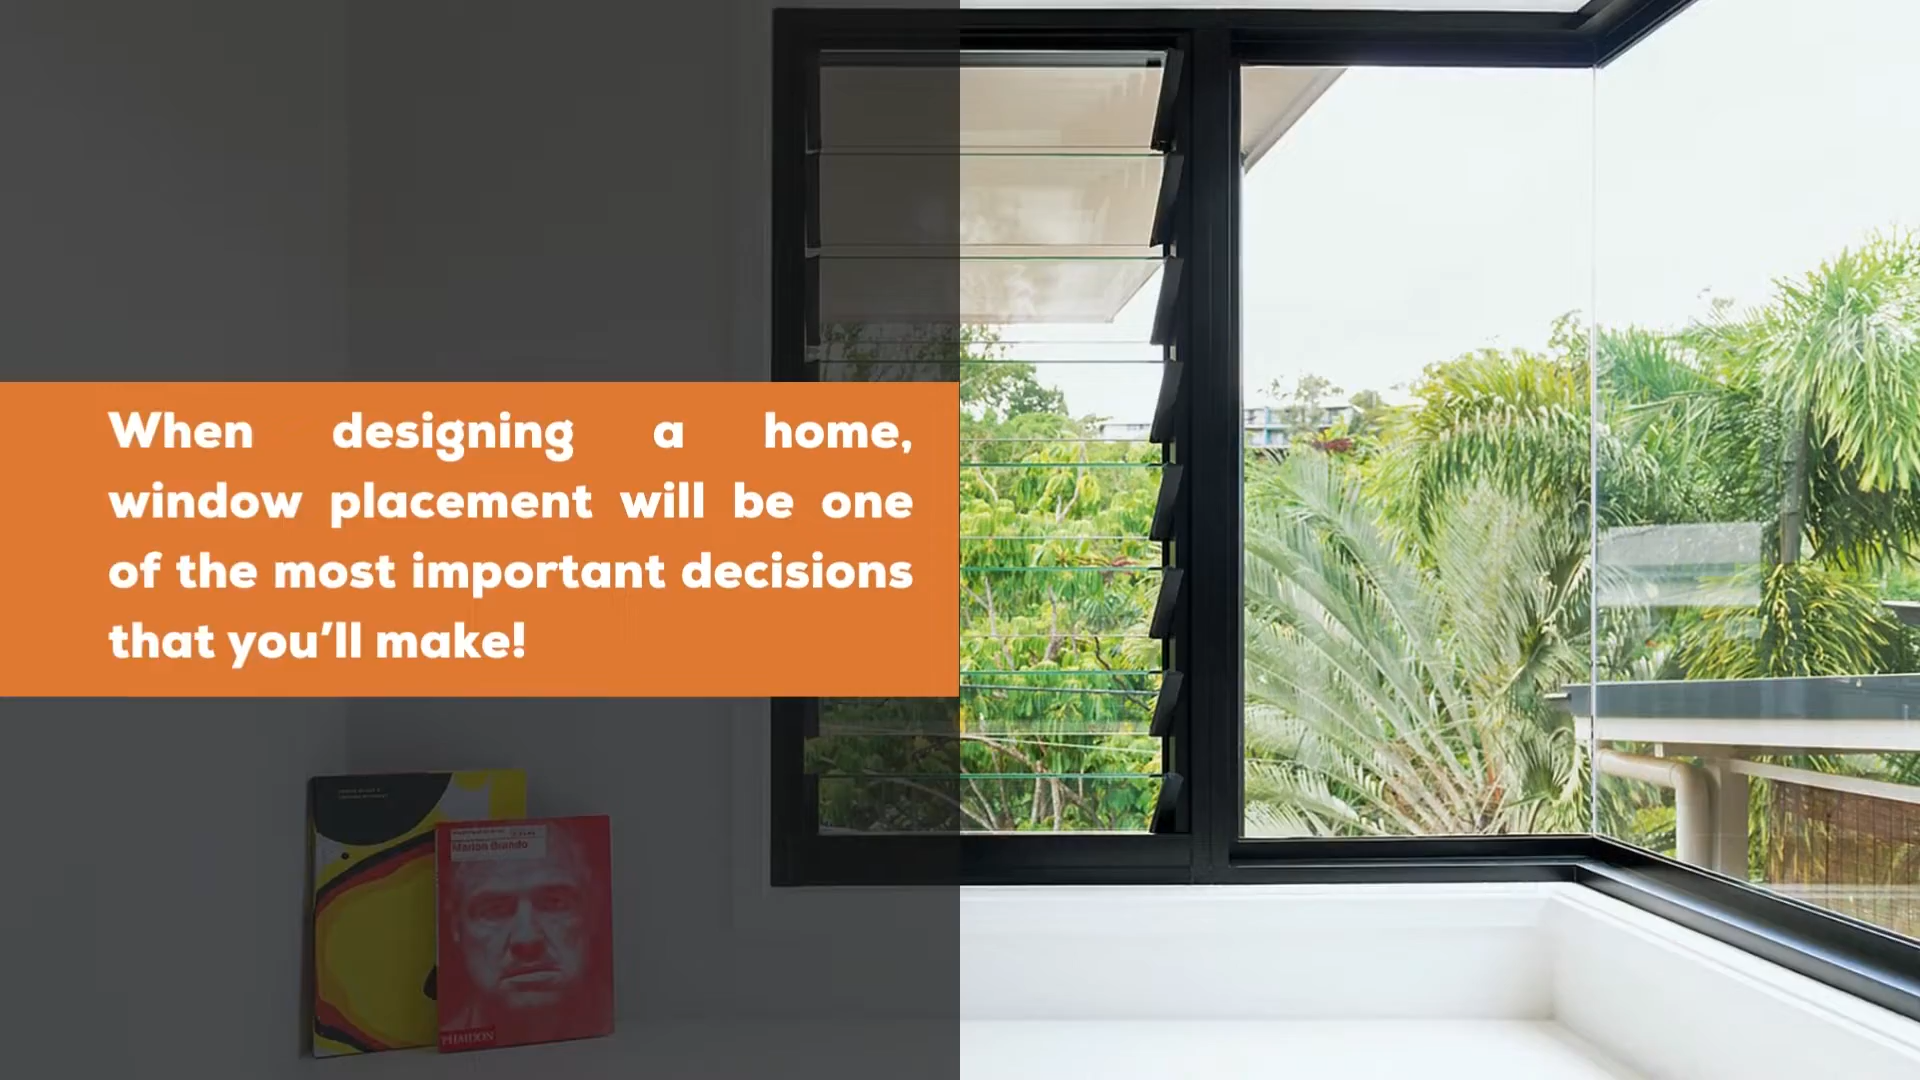 When designing a home,
window placement will be one
of the most important decisions
that you’ll make!
Marlon Brando
PHAIDON